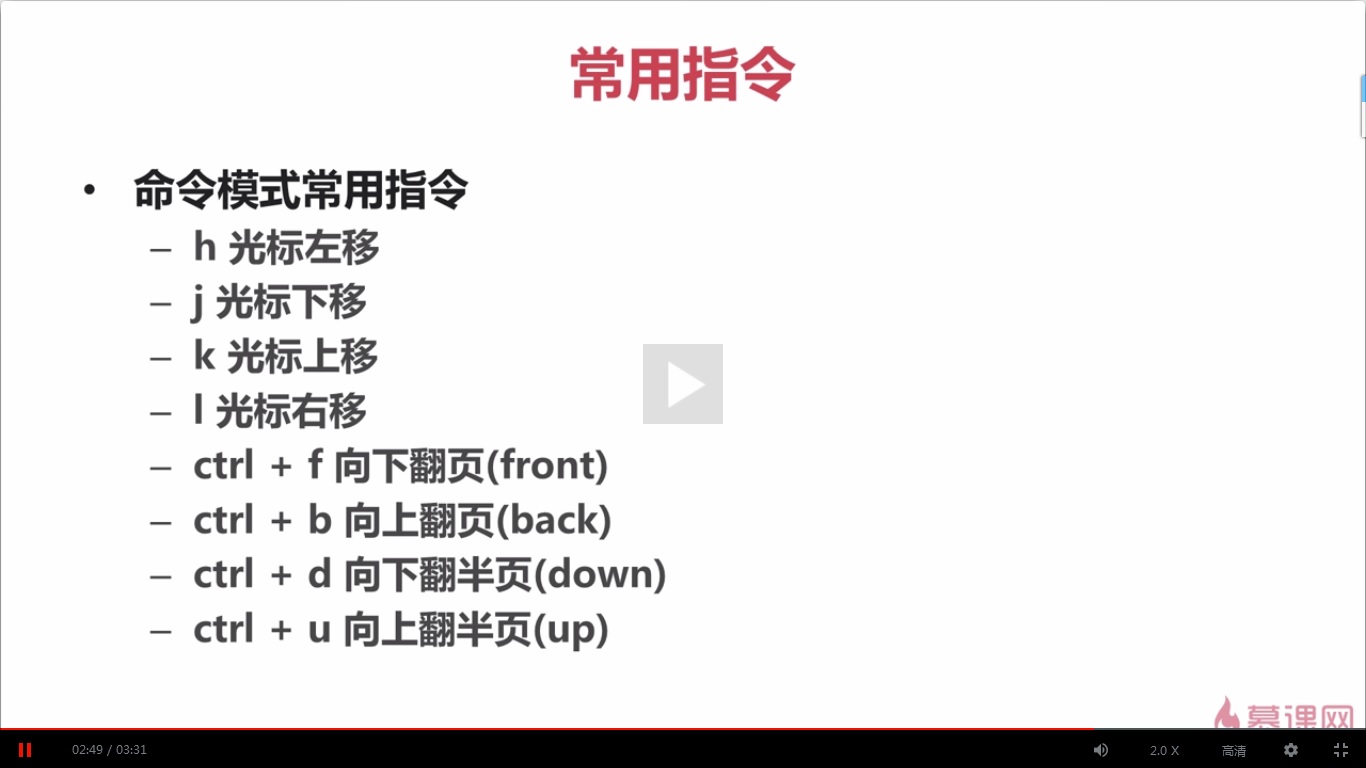 常用指令
• 命令模式常用指令
– h 光标左移
– j 光标下移
– k 光标上移
– l 光标右移
– ctrl + f 向下翻页(front)
– ctrl + b 向上翻页(back)
– ctrl + d 向下翻半页(down)
– ctrl + u 向上翻半页(up)
慕课网
02:49 / 03:31 2.0 X 高清